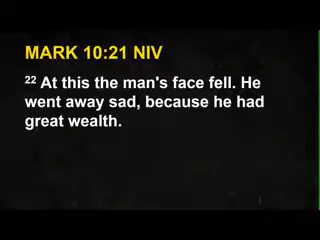 MARK 10:21 NIV
22 At this the man's face fell. He
went away sad, because he had
great wealth.